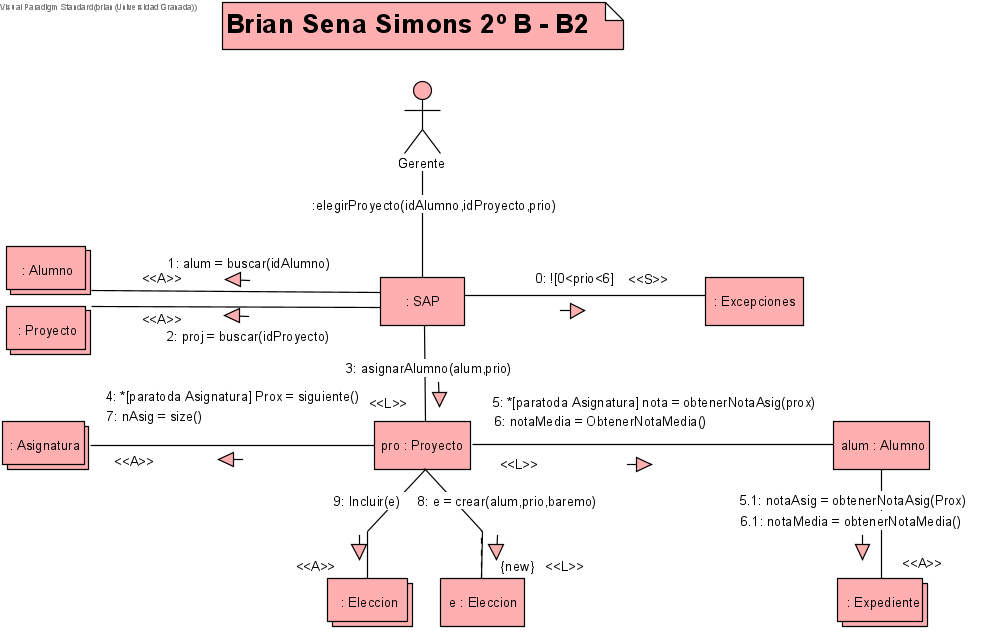 Visual Paradigm Standard(brian(Universidad Granada))
Brian Sena Simons 2º B - B2
Gerente
:elegirProyecto(idAlumno,idProyecto,prio)
1: alum = buscar(idAlumno)
<<A>>
: Alumno
0: ![0<prio<6]
<<S>>
: SAP
: Excepciones
<<A>>
: Proyecto
2: proj = buscar(idProyecto)
3: asignarAlumno(alum,prio)
4: *[paratoda Asignatura] Prox = siguiente()
7: nAsig = size()
<<L>>
5: *[paratoda Asignatura] nota = obtenerNotaAsig(prox)
6: notaMedia = ObtenerNotaMedia()
: Asignatura
pro : Proyecto
alum : Alumno
<<A>>
<<L>>
9: Incluir(e)
8: e = crear(alum,prio,baremo)
5.1: notaAsig = obtenerNotaAsig(Prox)
6.1: notaMedia = obtenerNotaMedia()
<<A>>
{new}
<<L>>
<<A>>
: Eleccion
e : Eleccion
: Expediente